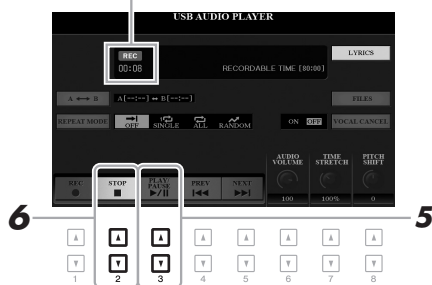 USB AUDIO PLAYER
REC
00:08
RECORDABLE TIME [80:00]
LYRICS
A ⟷ B
A[--:--] ↔ B[--:--]
FILES
REPEAT MODE
OFF SINGLE ALL RANDOM
ON OFF
VOCAL CANCEL
AUDIO VOLUME
TIME STRETCH
PITCH SHIFT
REC
STOP
PLAY/PAUSE
PREV
NEXT
100 100% 0
6 5
1 2 3 4 5 6 7 8